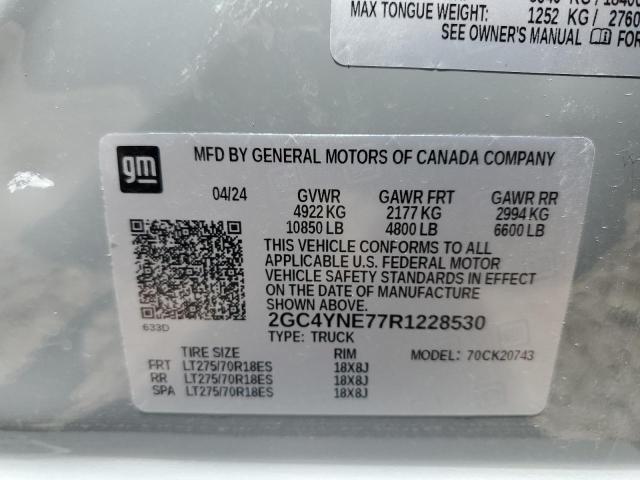 MAX TONGUE WEIGHT: 1252 KG / 2760
SEE OWNER'S MANUAL FOR
gm
MFD BY GENERAL MOTORS OF CANADA COMPANY
04/24 GVWR GAWR FRT GAWR RR
4922 KG 2177 KG 2994 KG
10850 LB 4800 LB 6600 LB
THIS VEHICLE CONFORMS TO ALL
APPLICABLE U.S. FEDERAL MOTOR
VEHICLE SAFETY STANDARDS IN EFFECT
ON THE DATE OF MANUFACTURE
SHOWN ABOVE.
633D
2GC4YNE77R1228530
TYPE: TRUCK MODEL: 70CK20743
TIRE SIZE RIM
FRT LT275/70R18ES 18X8J
RR LT275/70R18ES 18X8J
SPA LT275/70R18ES 18X8J